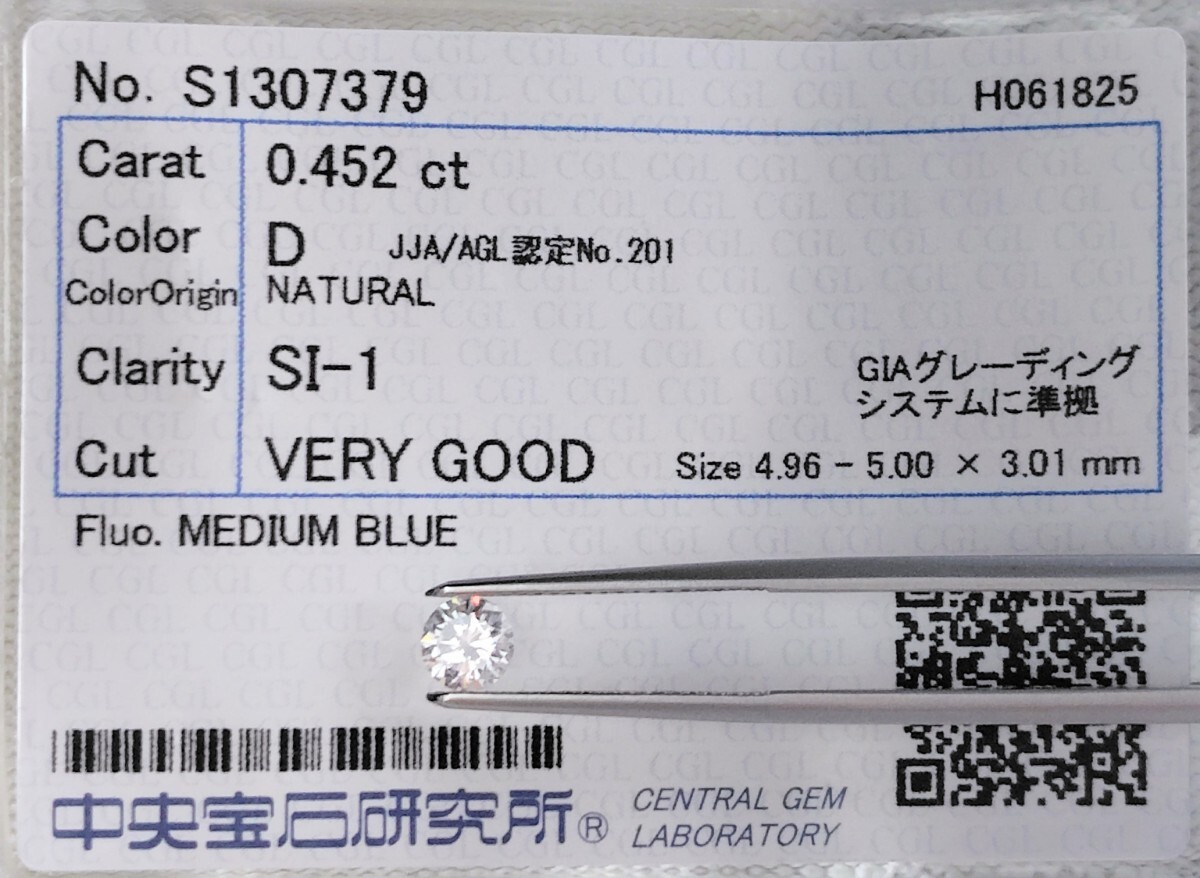 No. S1307379 H061825
Carat 0.452 ct
Color D JJA/AGL認定No.201
ColorOrigin NATURAL
Clarity SI-1 GIAグレーディング
システムに準拠
Cut VERY GOOD Size 4.96 - 5.00 × 3.01 mm
Fluo. MEDIUM BLUE
中央宝石研究所® CENTRAL GEM
LABORATORY